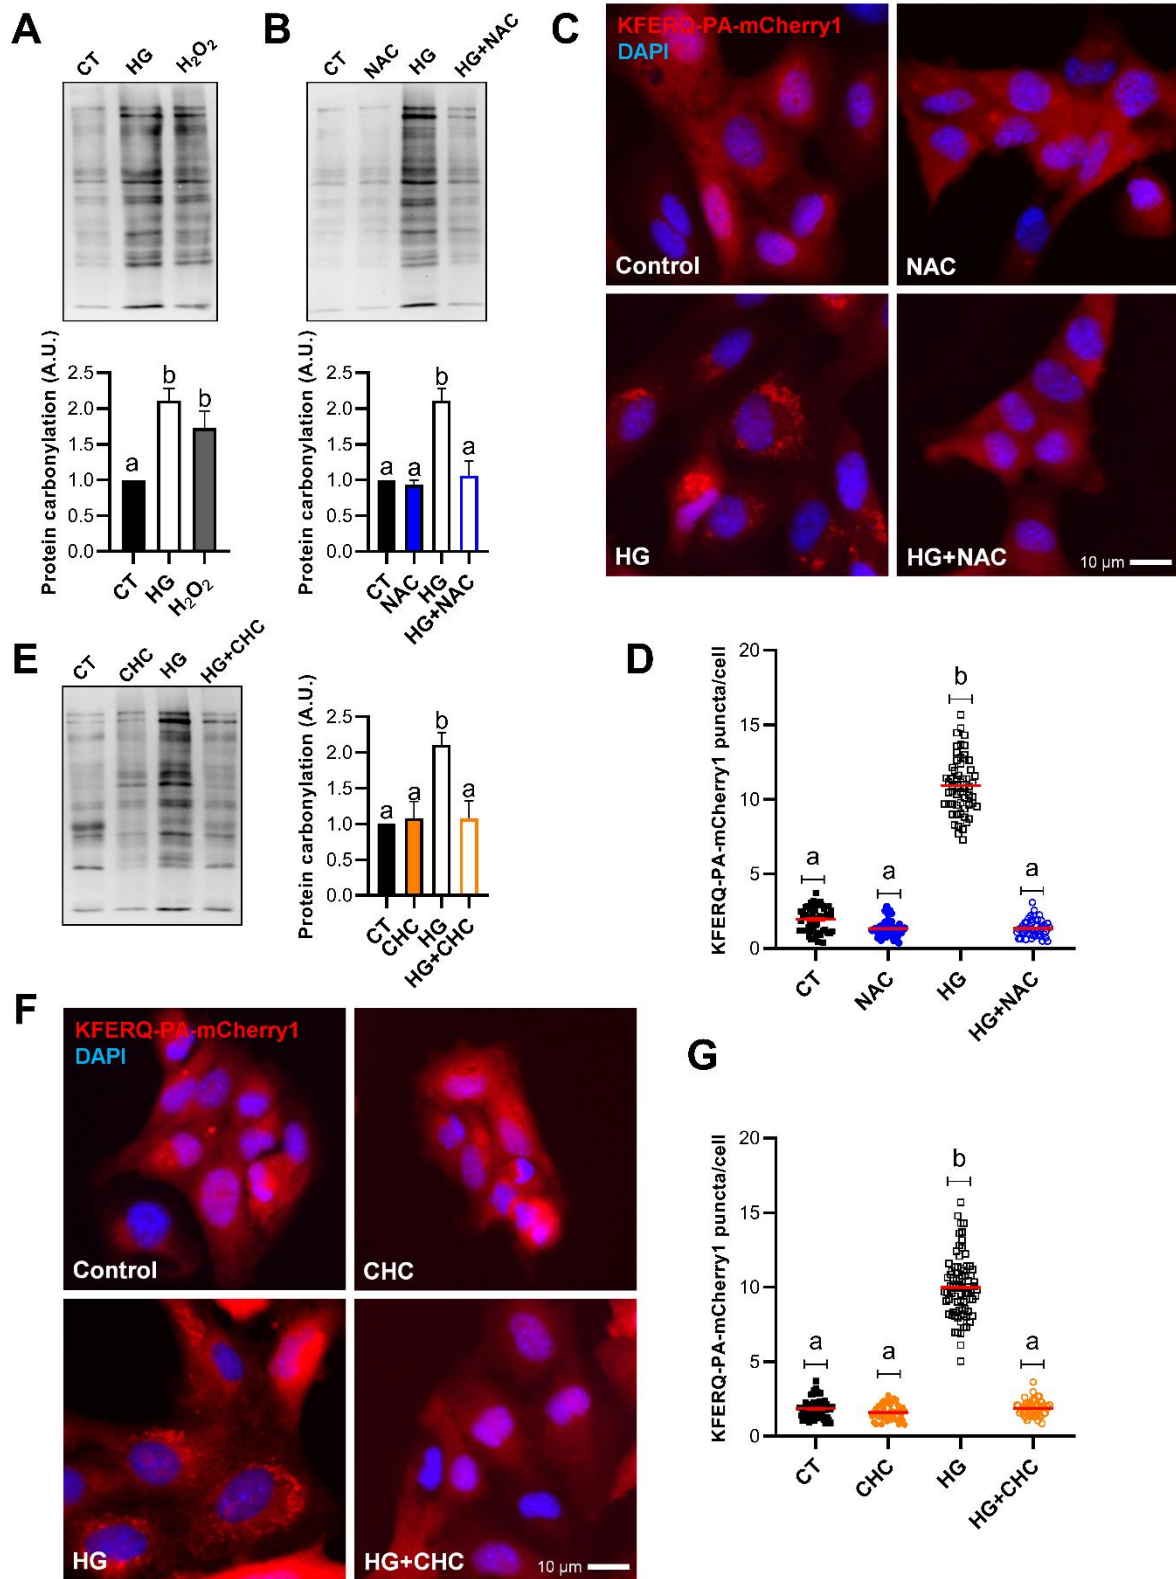 A
CT HG H₂O₂
Protein carbonylation (A.U.)
2.5
2.0
1.5
1.0
0.5
0.0
a b b
CT HG H₂O₂
B
CT NAC HG HG+NAC
Protein carbonylation (A.U.)
2.5
2.0
1.5
1.0
0.5
0.0
a a b a
CT NAC HG HG+NAC
C
KFERQ-PA-mCherry1
DAPI
Control
NAC
HG
HG+NAC
10 µm
E
CT CHC HG HG+CHC
Protein carbonylation (A.U.)
2.5
2.0
1.5
1.0
0.5
0.0
a a b a
CT CHC HG HG+CHC
D
KFERQ-PA-mCherry1 puncta/cell
20
15
10
5
0
a a b a
CT NAC HG HG+NAC
F
KFERQ-PA-mCherry1
DAPI
Control
CHC
HG
HG+CHC
10 µm
G
KFERQ-PA-mCherry1 puncta/cell
20
15
10
5
0
a a b a
CT CHC HG HG+CHC